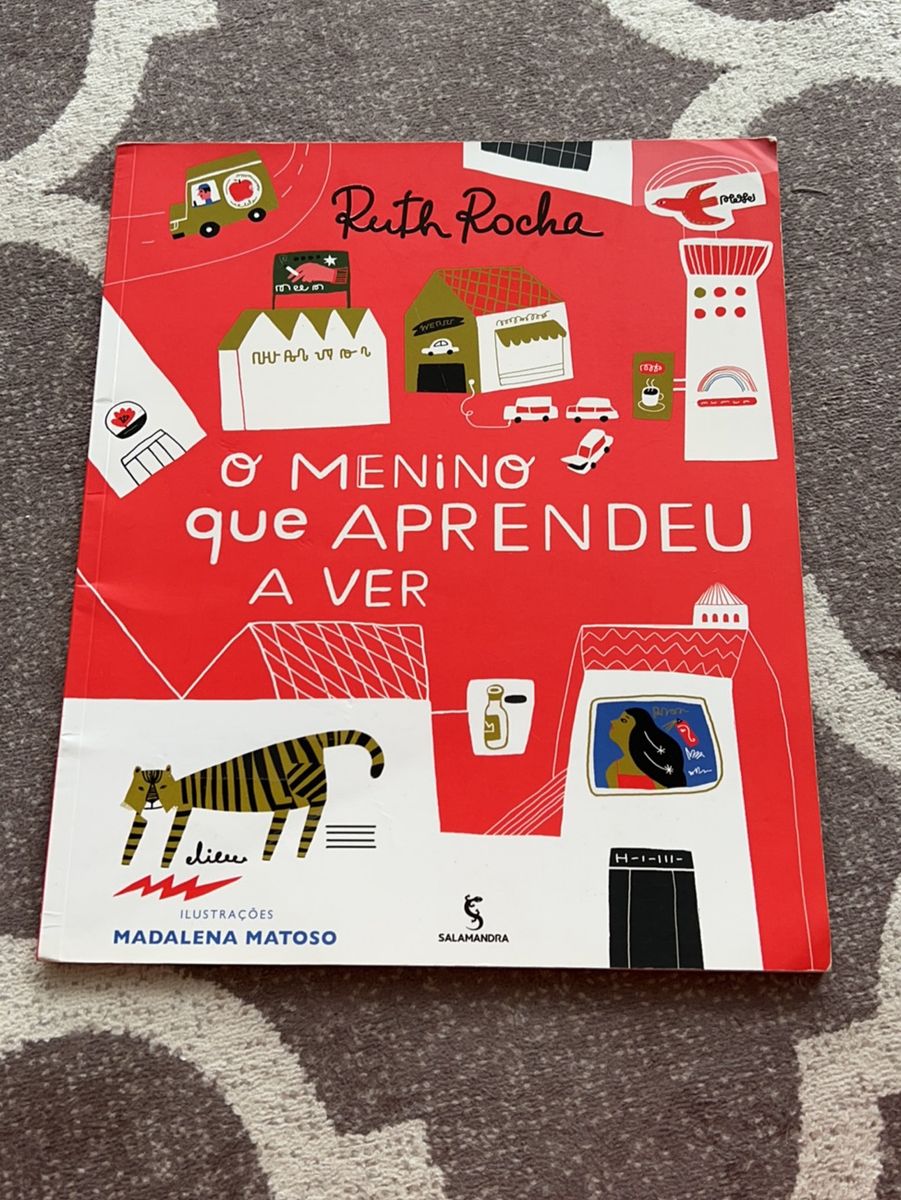 Ruth Rocha
O MENINO
que APRENDEU
A VER
ILUSTRAÇÕES
MADALENA MATOSO
SALAMANDRA